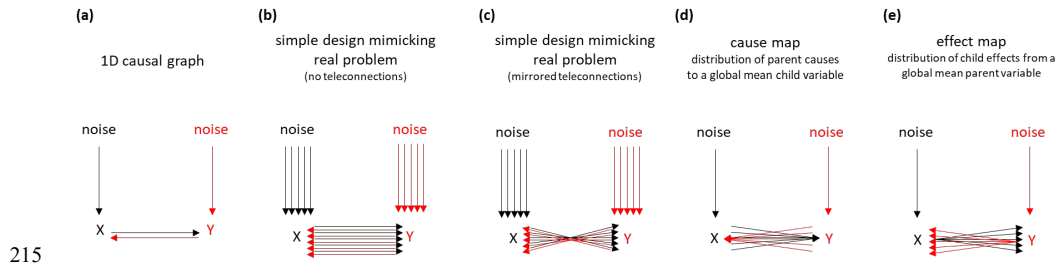 (a)
1D causal graph
noise noise
X Y
(b)
simple design mimicking
real problem
(no teleconnections)
noise noise
X Y
(c)
simple design mimicking
real problem
(mirrored teleconnections)
noise noise
X Y
(d)
cause map
distribution of parent causes
to a global mean child variable
noise noise
X Y
(e)
effect map
distribution of child effects from a
global mean parent variable
noise noise
X Y
215